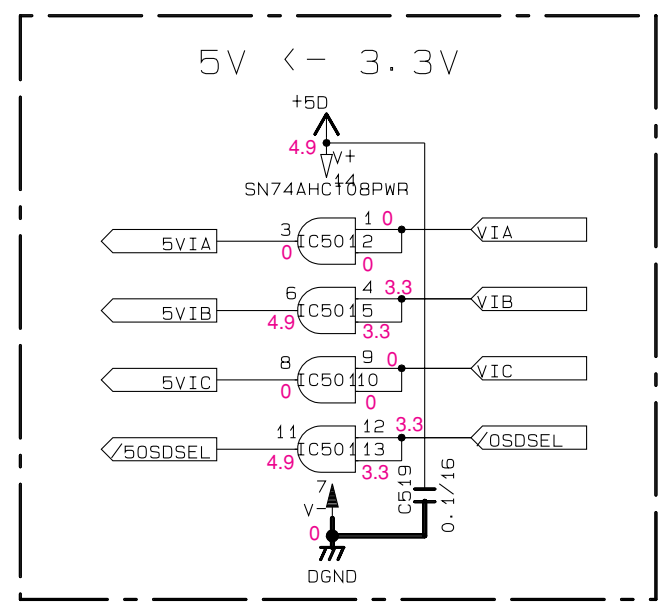 5V <- 3.3V
+5D
4.9
V+
14
SN74AHCT08PWR
3 IC501 1 0 VIA
5VIA 0 2 0
6 IC501 4 3.3 VIB
5VIB 4.9 5 3.3
8 IC501 9 0 VIC
5VIC 0 10 0
11 IC501 12 3.3 /OSDSEL
/5OSDSEL 4.9 13 3.3
7
V-
0
C519
0.1/16
DGND